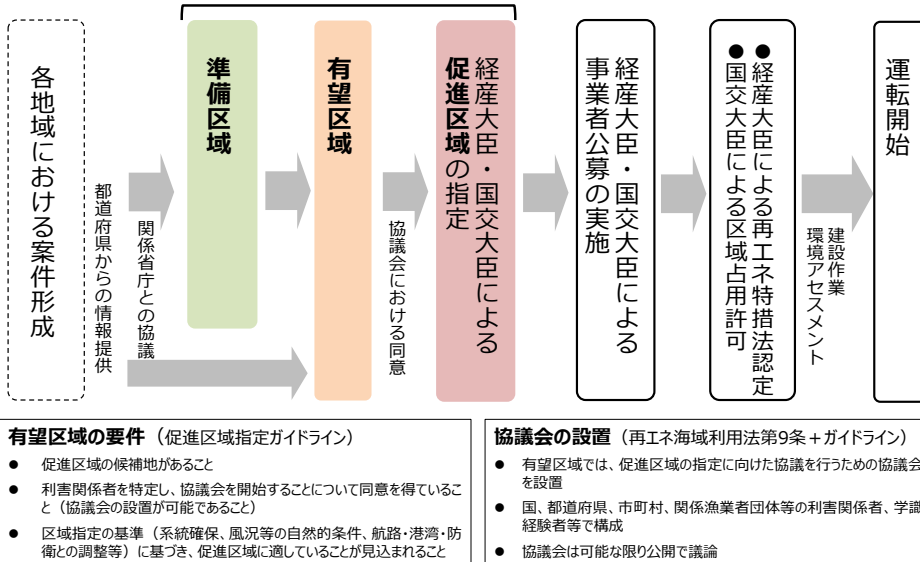 各地域における案件形成
都道府県からの情報提供
関係省庁との協議
準備区域
有望区域
協議会における同意
経産大臣・国交大臣による
促進区域の指定
経産大臣・国交大臣による
事業者公募の実施
●経産大臣による再エネ特措法認定
●国交大臣による区域占用許可
建設作業
環境アセスメント
運転開始
有望区域の要件（促進区域指定ガイドライン）
● 促進区域の候補地があること
● 利害関係者を特定し、協議会を開始することについて同意を得ているこ
と（協議会の設置が可能であること）
● 区域指定の基準（系統確保、風況等の自然的条件、航路・港湾・防
衛との調整等）に基づき、促進区域に適していることが見込まれること
協議会の設置（再エネ海域利用法第9条＋ガイドライン）
● 有望区域では、促進区域の指定に向けた協議を行うための協議会
を設置
● 国、都道府県、市町村、関係漁業者団体等の利害関係者、学識
経験者等で構成
● 協議会は可能な限り公開で議論